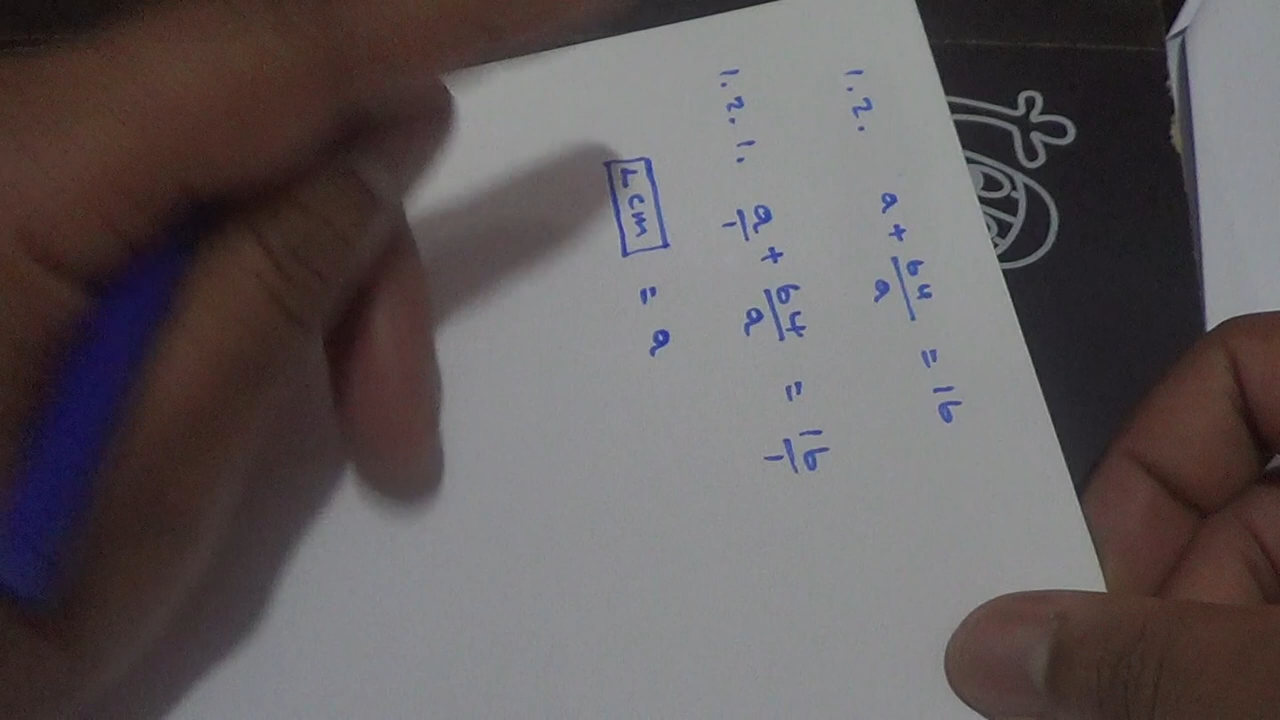 1.2. a + 64/a = 16
1.2.1. a/1 + 64/a = 16/1
LCM = a